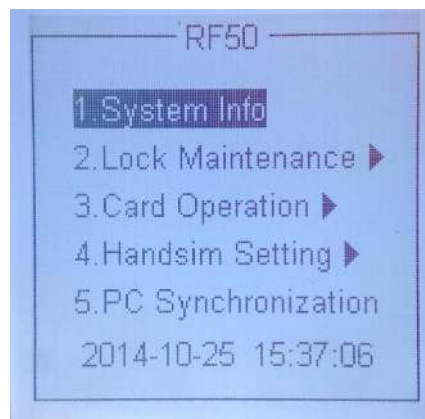 RF50
1.System Info
2.Lock Maintenance ▶
3.Card Operation ▶
4.Handsim Setting ▶
5.PC Synchronization
2014-10-25 15:37:06